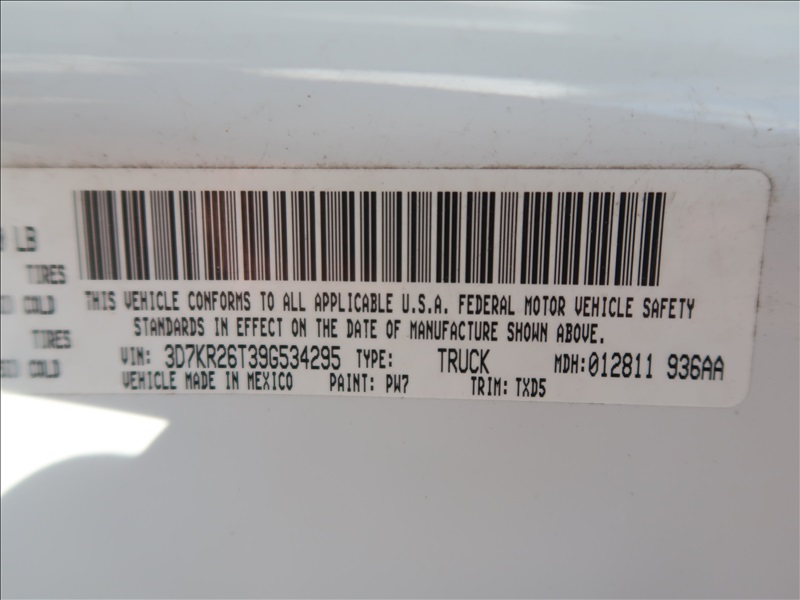 LB
TIRES
COLD
TIRES
COLD
THIS VEHICLE CONFORMS TO ALL APPLICABLE U.S.A. FEDERAL MOTOR VEHICLE SAFETY
STANDARDS IN EFFECT ON THE DATE OF MANUFACTURE SHOWN ABOVE.
VIN: 3D7KR26T39G534295 TYPE: TRUCK MDH:012811 936AA
VEHICLE MADE IN MEXICO PAINT: PW7 TRIM: TXD5